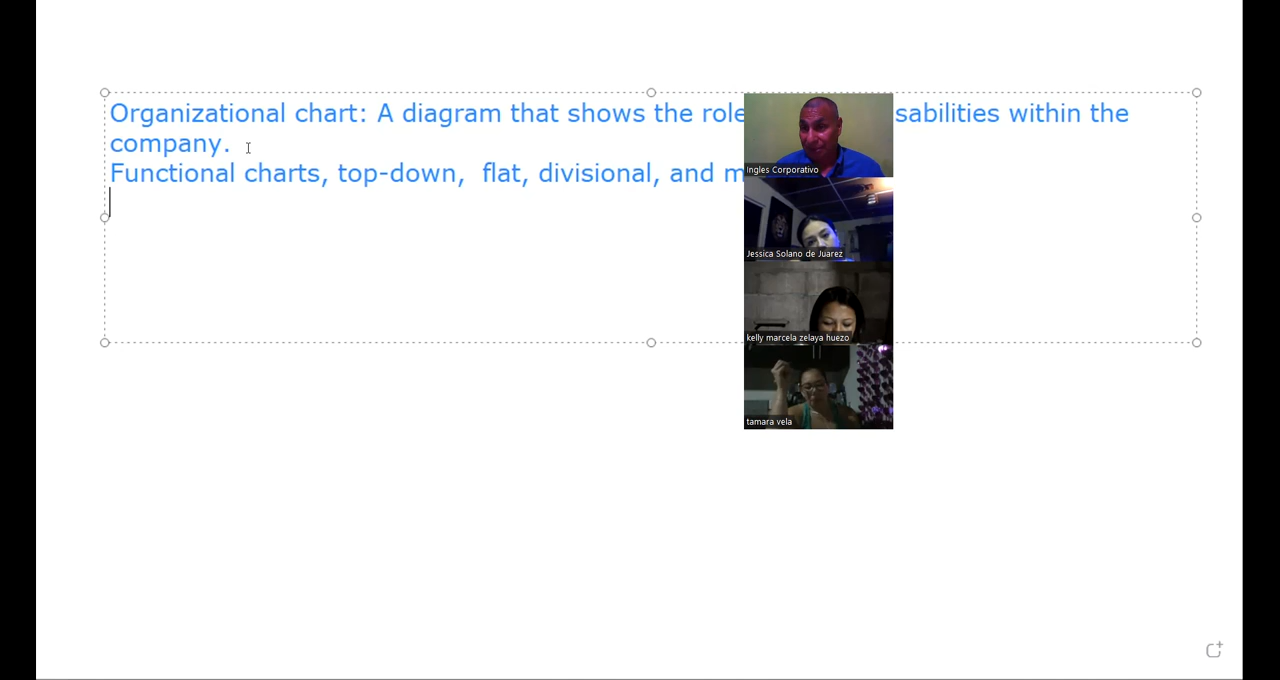 Organizational chart: A diagram that shows the role sabilities within the
company.
Functional charts, top-down, flat, divisional, and m
Ingles Corporativo
Jessica Solano de Juarez
kelly marcela zelaya huezo
tamara vela